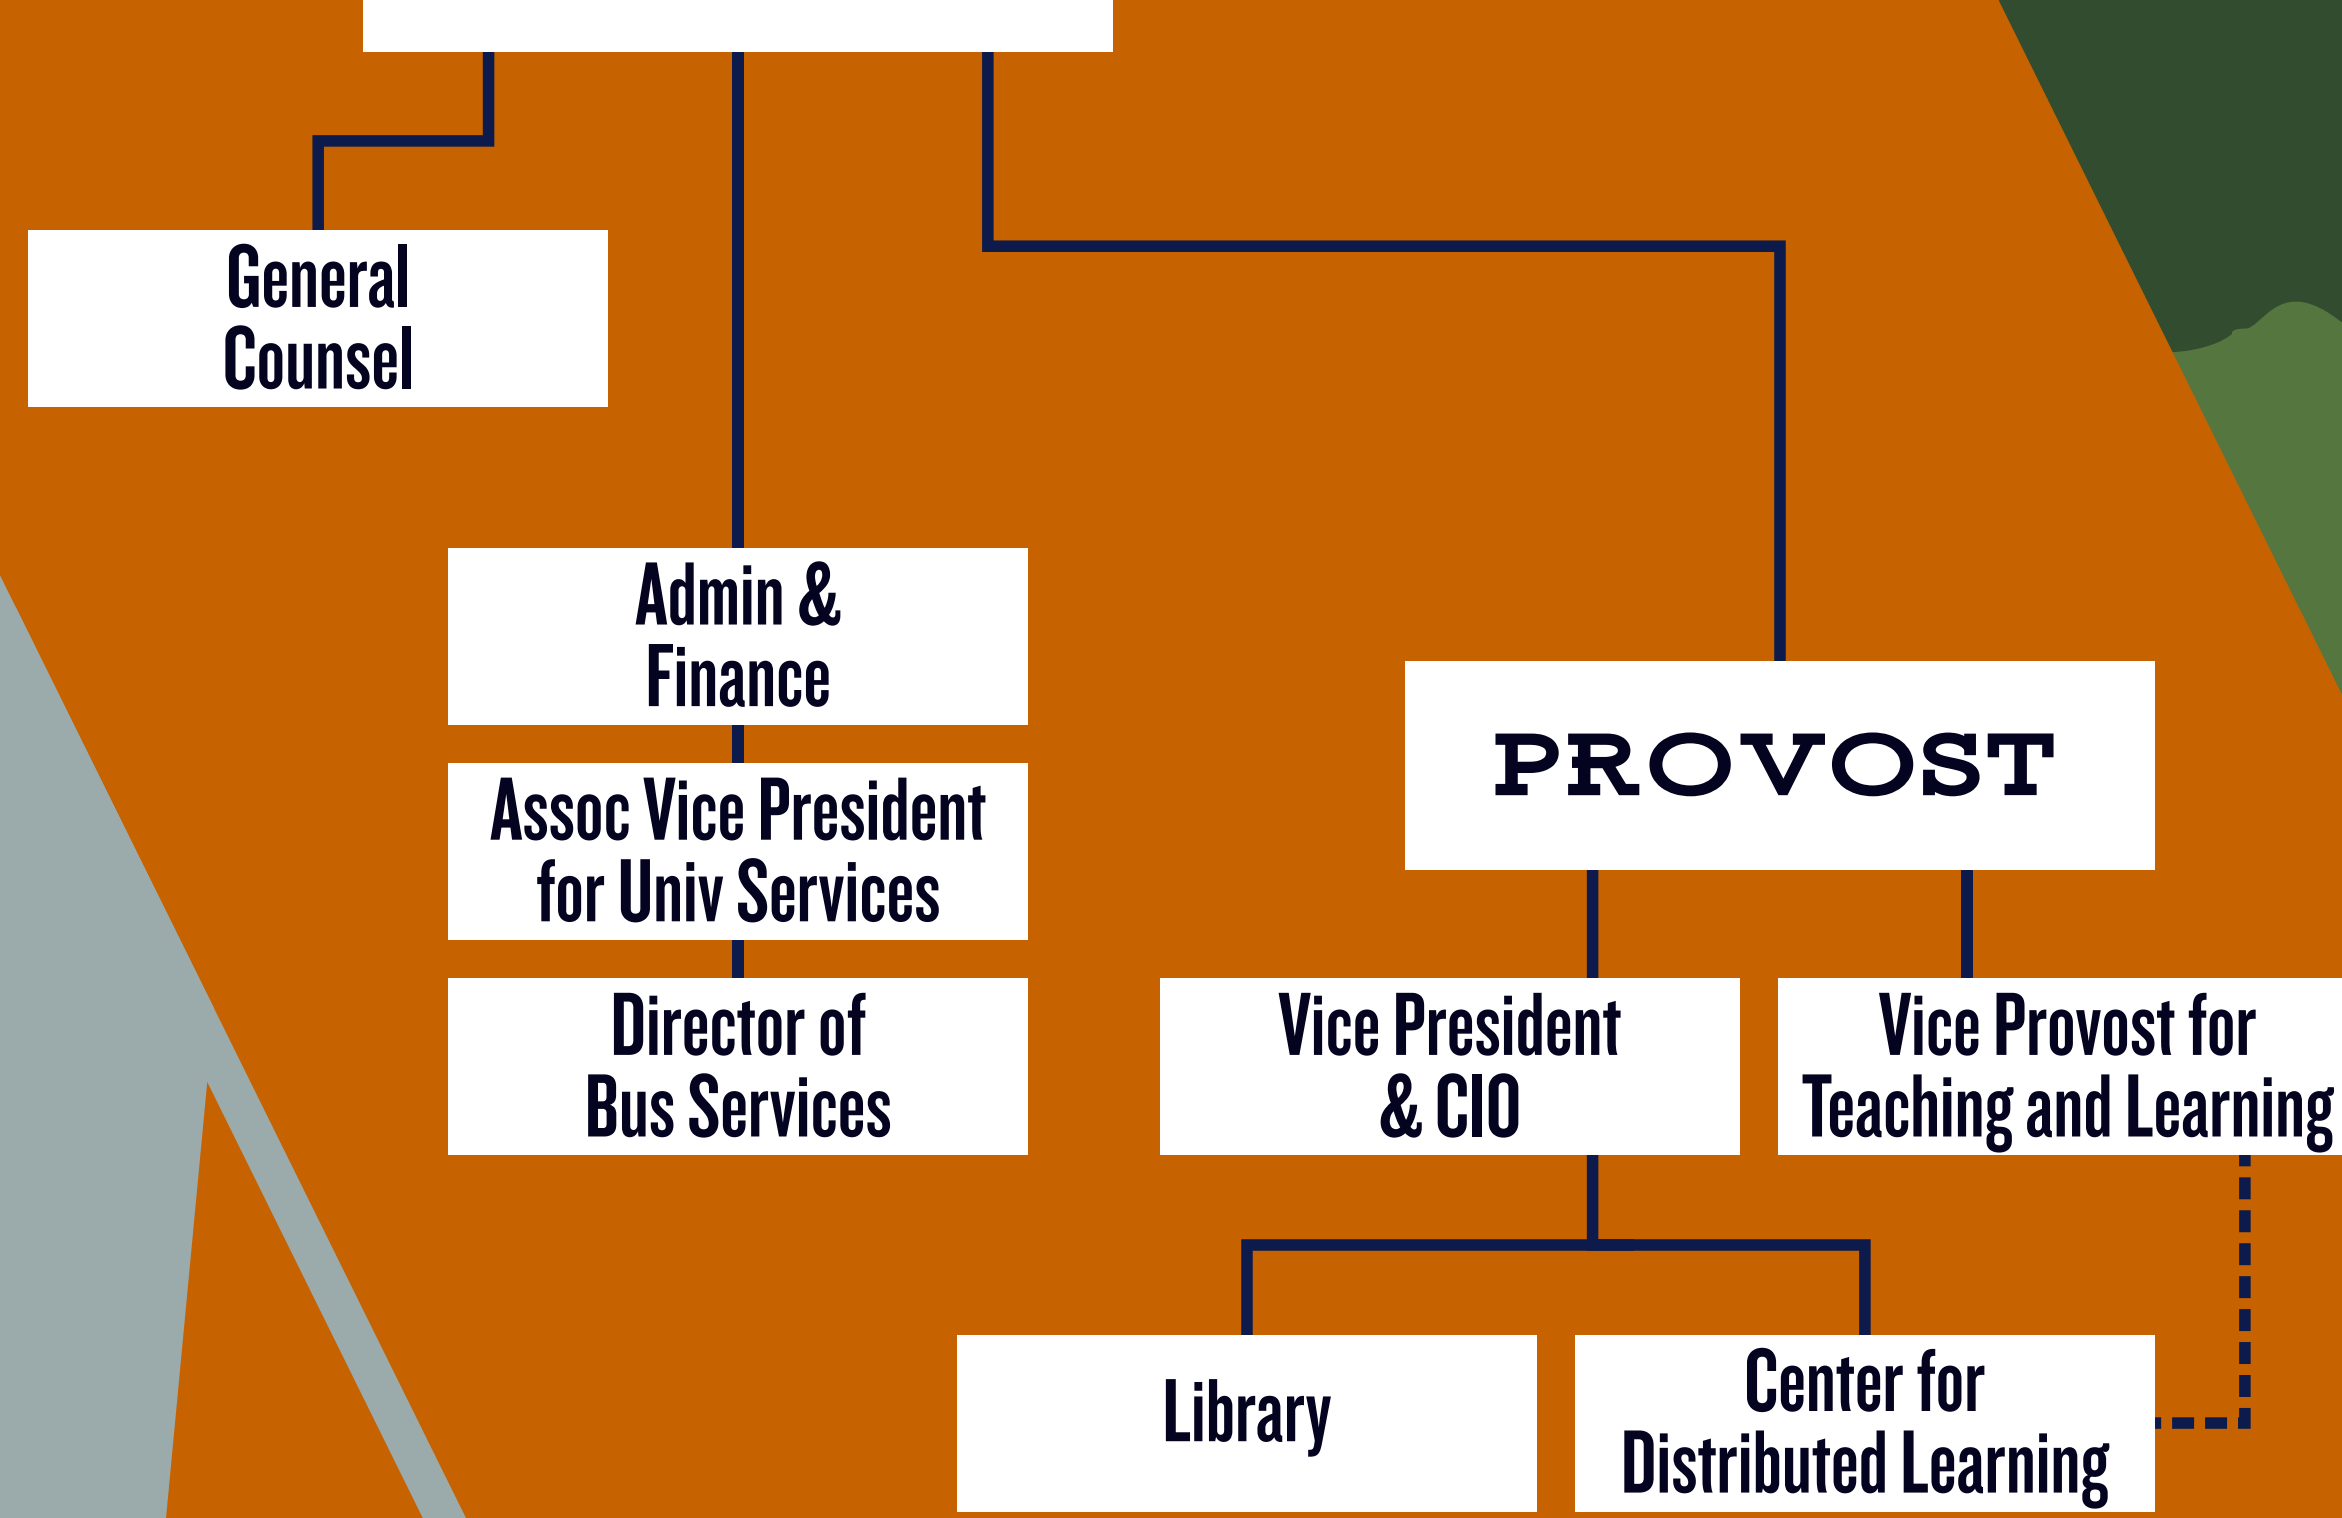 General
Counsel
Admin &
Finance
Assoc Vice President
for Univ Services
Director of
Bus Services
PROVOST
Vice President
& CIO
Vice Provost for
Teaching and Learning
Library
Center for
Distributed Learning